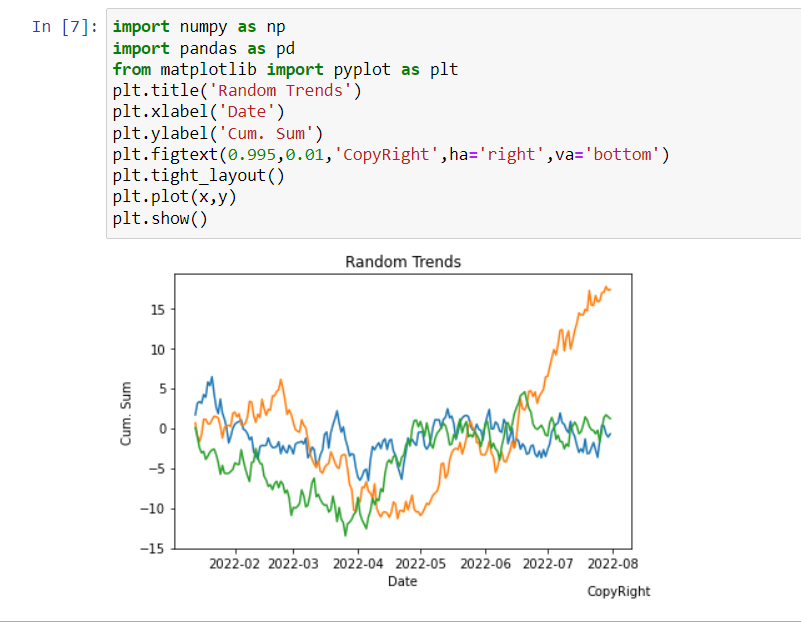 In [7]: import numpy as np
import pandas as pd
from matplotlib import pyplot as plt
plt.title('Random Trends')
plt.xlabel('Date')
plt.ylabel('Cum. Sum')
plt.figtext(0.995,0.01,'CopyRight',ha='right',va='bottom')
plt.tight_layout()
plt.plot(x,y)
plt.show()
Random Trends
Cum. Sum
15
10
5
0
−5
−10
−15
2022-02 2022-03 2022-04 2022-05 2022-06 2022-07 2022-08
Date
CopyRight